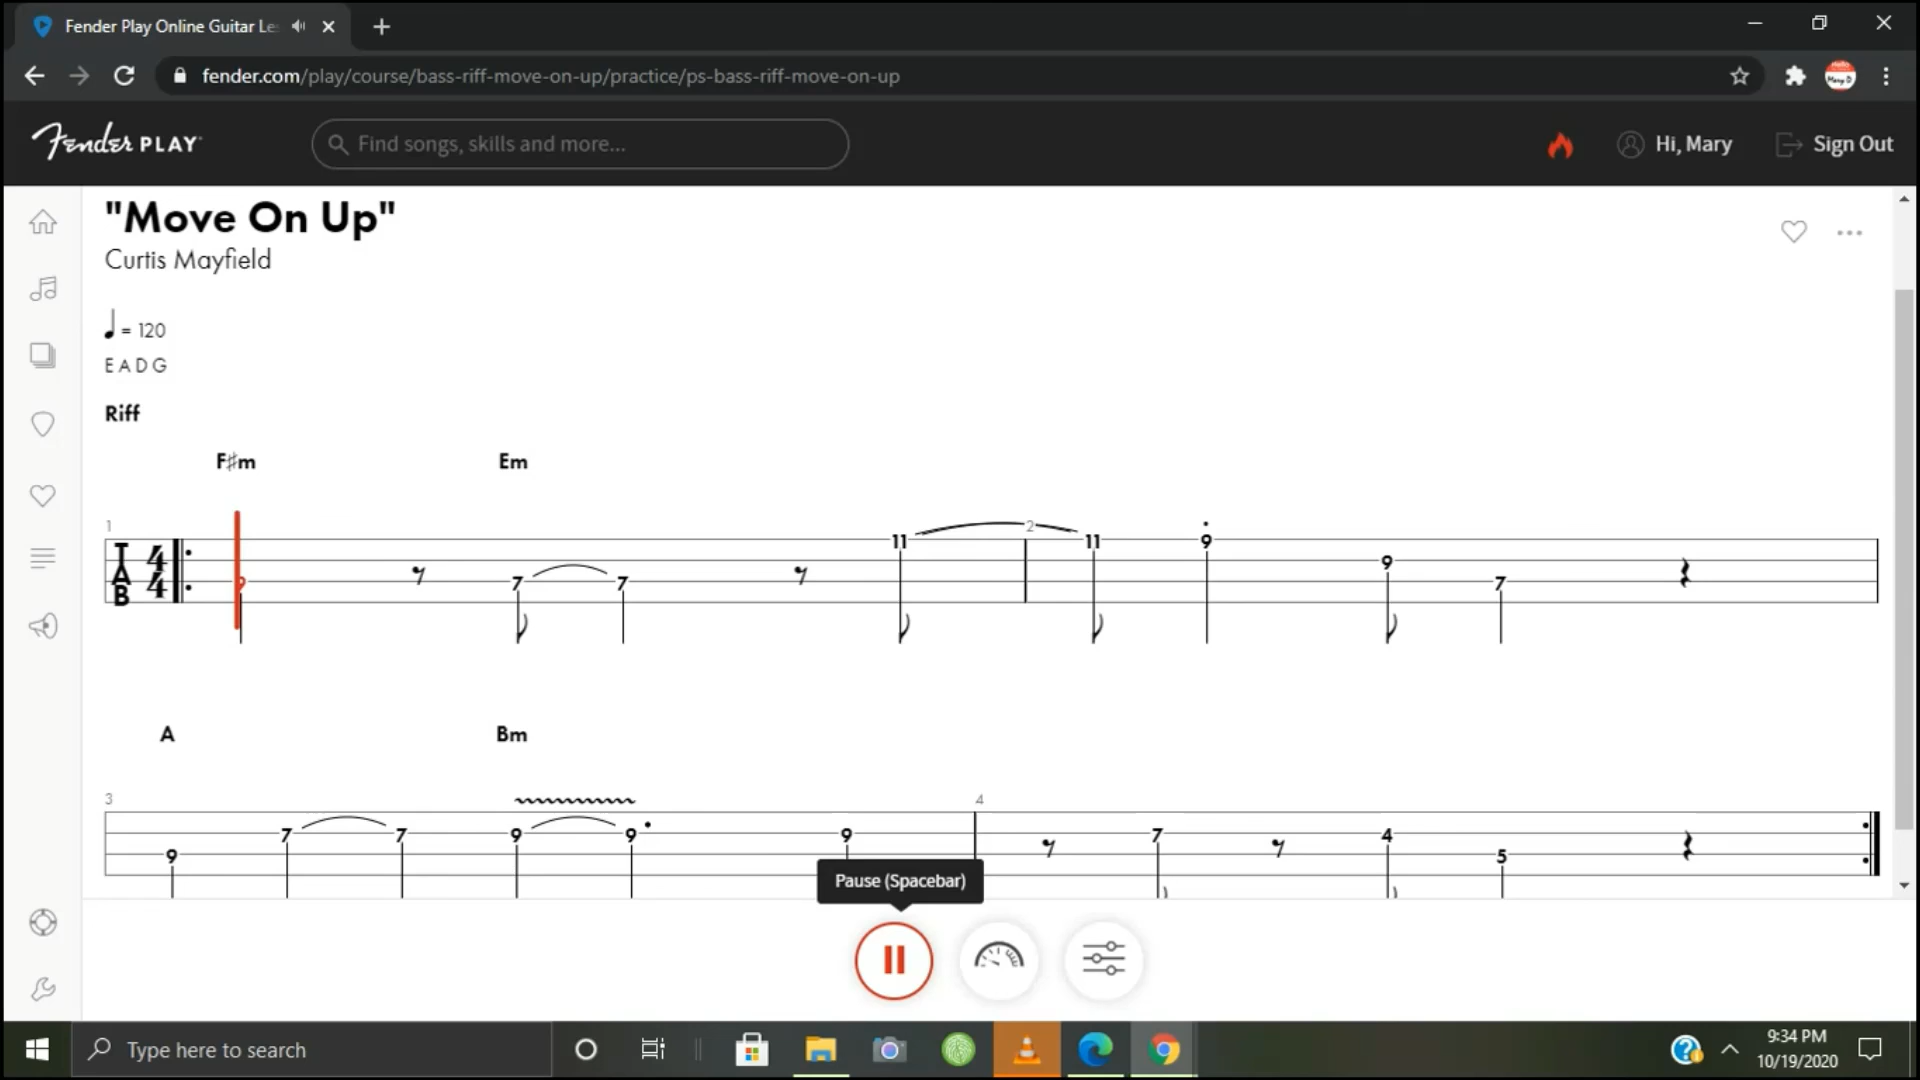 Fender Play Online Guitar Le
fender.com/play/course/bass-riff-move-on-up/practice/ps-bass-riff-move-on-up
Fender PLAY
Find songs, skills and more...
Hi, Mary
Sign Out
"Move On Up"
Curtis Mayfield
= 120
E A D G
Riff
F♯m Em
1 2
T A B 4 4 7 7 11 11 9 9 7
A Bm
3 4
9 7 7 9 9 9 7 4 5
Pause (Spacebar)
Type here to search
9:34 PM
10/19/2020